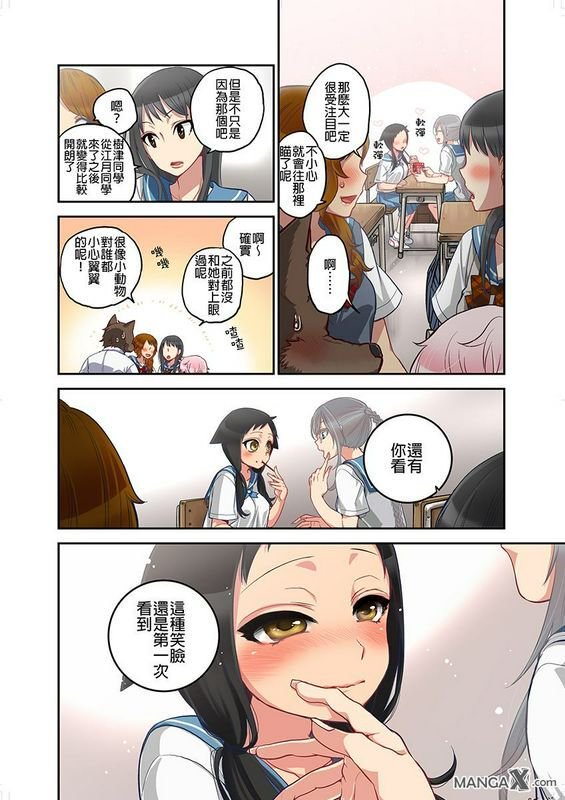 那麼大一定
很受注目吧
軟彈
軟彈
不小心
就會往那裡
瞄了呢
啊……
但是不只是
因為那個吧
嗯？
樹津同學
從江月同學
來了之後
就變得比較
開朗了
啊～
確實
之前都沒
和她對上眼
過呢
很像小動物
對誰都
小心翼翼
的呢！
嘰
嘰
喳
喳
還有
你看
這種笑臉
還是第一次
看到
MANGAX.com